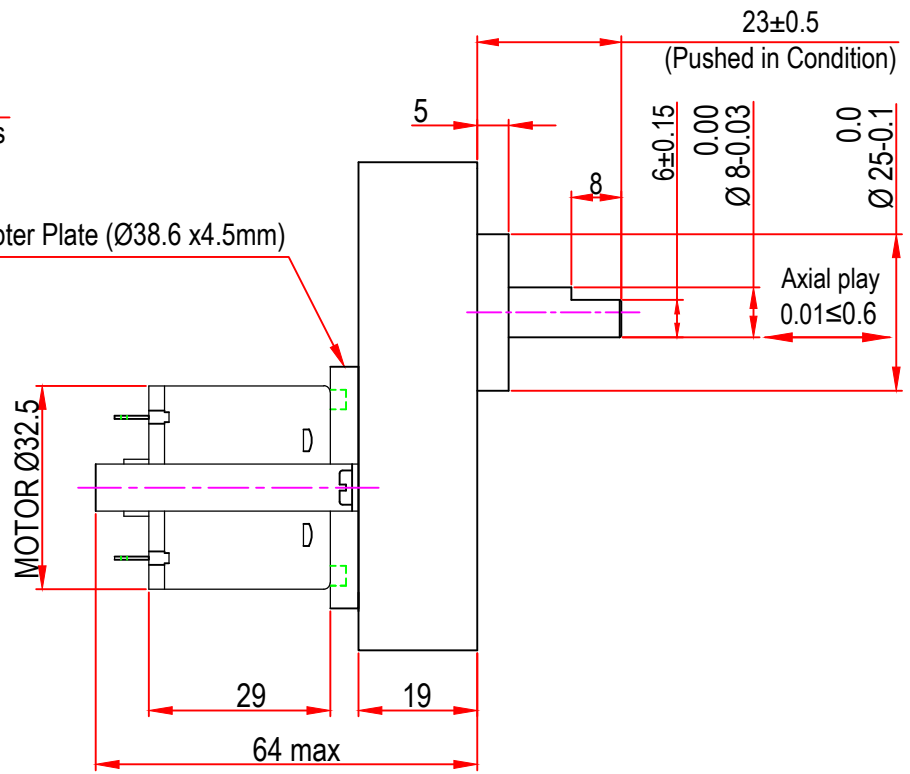 23±0.5
(Pushed in Condition)
5
8
6±0.15
0.00
Ø 8-0.03
0.0
Ø 25-0.1
Plate (Ø38.6 x4.5mm)
Axial play
0.01≤0.6
MOTOR Ø32.5
29
19
64 max